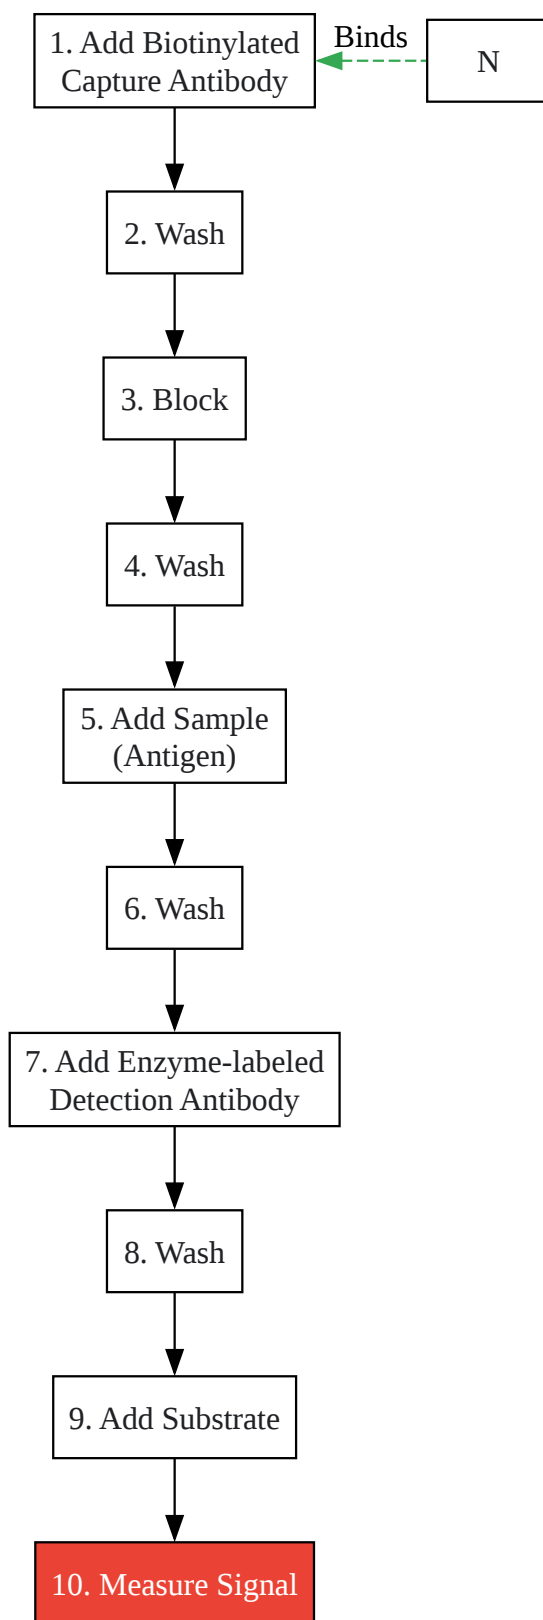 1. Add Biotinylated
Capture Antibody
Binds
N
2. Wash
3. Block
4. Wash
5. Add Sample
(Antigen)
6. Wash
7. Add Enzyme-labeled
Detection Antibody
8. Wash
9. Add Substrate
10. Measure Signal